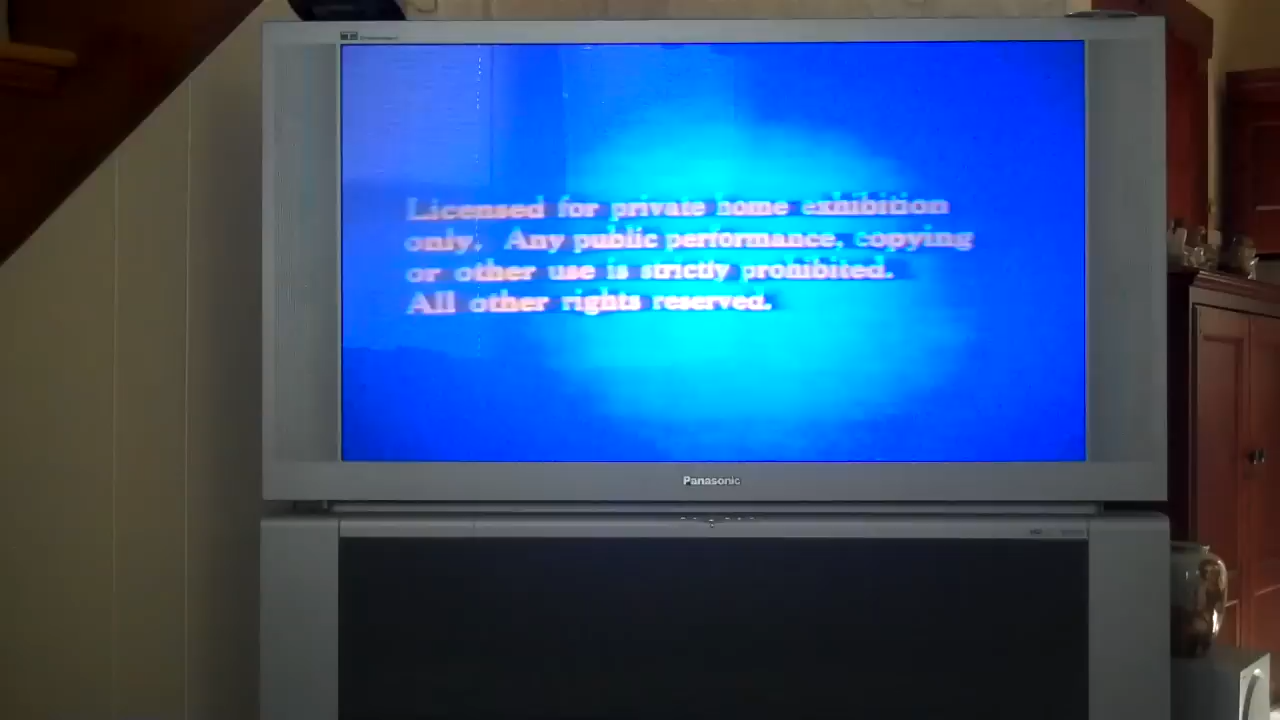 Licensed for private home exhibition
only. Any public performance, copying
or other use is strictly prohibited.
All other rights reserved.
Panasonic